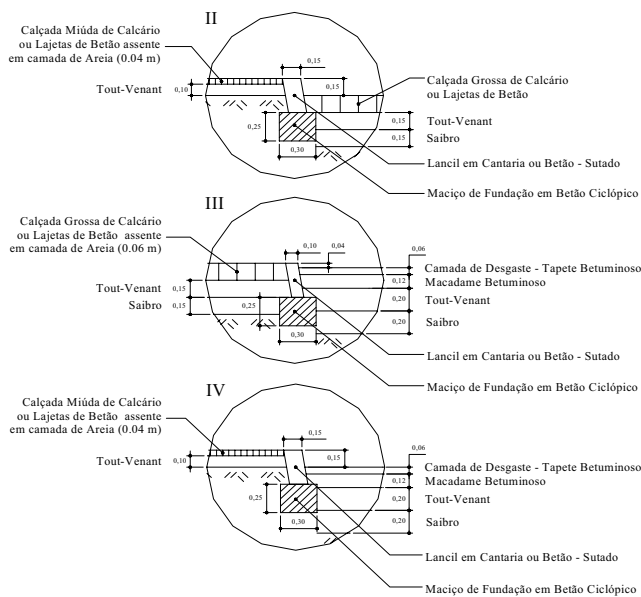 II
Calçada Miúda de Calcário
ou Lajetas de Betão assente
em camada de Areia (0.04 m)
0,15
Tout-Venant
0,10
0,15
Calçada Grossa de Calcário
ou Lajetas de Betão
0,25
0,15
Tout-Venant
0,15
Saibro
0,30
Lancil em Cantaria ou Betão - Sutado
Maciço de Fundação em Betão Ciclópico
III
Calçada Grossa de Calcário
ou Lajetas de Betão assente
em camada de Areia (0.06 m)
0,10
0,04
0,06
Camada de Desgaste - Tapete Betuminoso
0,12
Macadame Betuminoso
Tout-Venant
0,15
0,20
Tout-Venant
Saibro
0,15
0,25
0,20
Saibro
0,30
Lancil em Cantaria ou Betão - Sutado
Maciço de Fundação em Betão Ciclópico
IV
Calçada Miúda de Calcário
ou Lajetas de Betão assente
em camada de Areia (0.04 m)
0,15
0,06
Tout-Venant
0,10
0,15
Camada de Desgaste - Tapete Betuminoso
0,12
Macadame Betuminoso
0,25
0,20
Tout-Venant
0,20
Saibro
0,30
Lancil em Cantaria ou Betão - Sutado
Maciço de Fundação em Betão Ciclópico